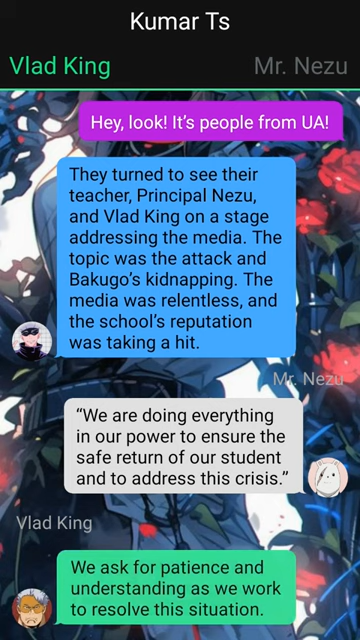 Kumar Ts
Vlad King
Mr. Nezu
Hey, look! It’s people from UA!
They turned to see their
teacher, Principal Nezu,
and Vlad King on a stage
addressing the media. The
topic was the attack and
Bakugo’s kidnapping. The
media was relentless, and
the school’s reputation
was taking a hit.
Mr. Nezu
“We are doing everything
in our power to ensure the
safe return of our student
and to address this crisis.”
Vlad King
We ask for patience and
understanding as we work
to resolve this situation.